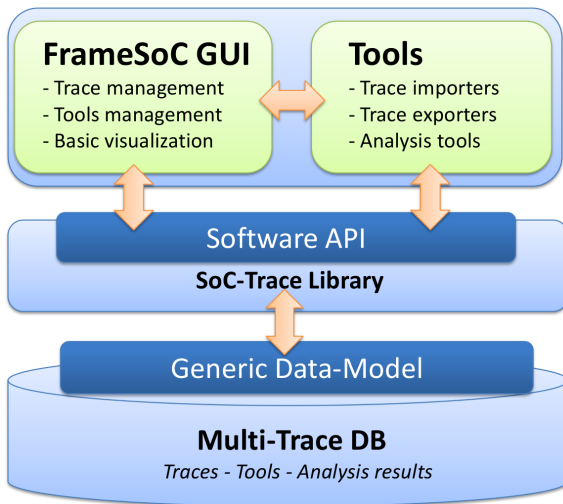 FrameSoC GUI
- Trace management
- Tools management
- Basic visualization
Tools
- Trace importers
- Trace exporters
- Analysis tools
Software API
SoC-Trace Library
Generic Data-Model
Multi-Trace DB
Traces - Tools - Analysis results